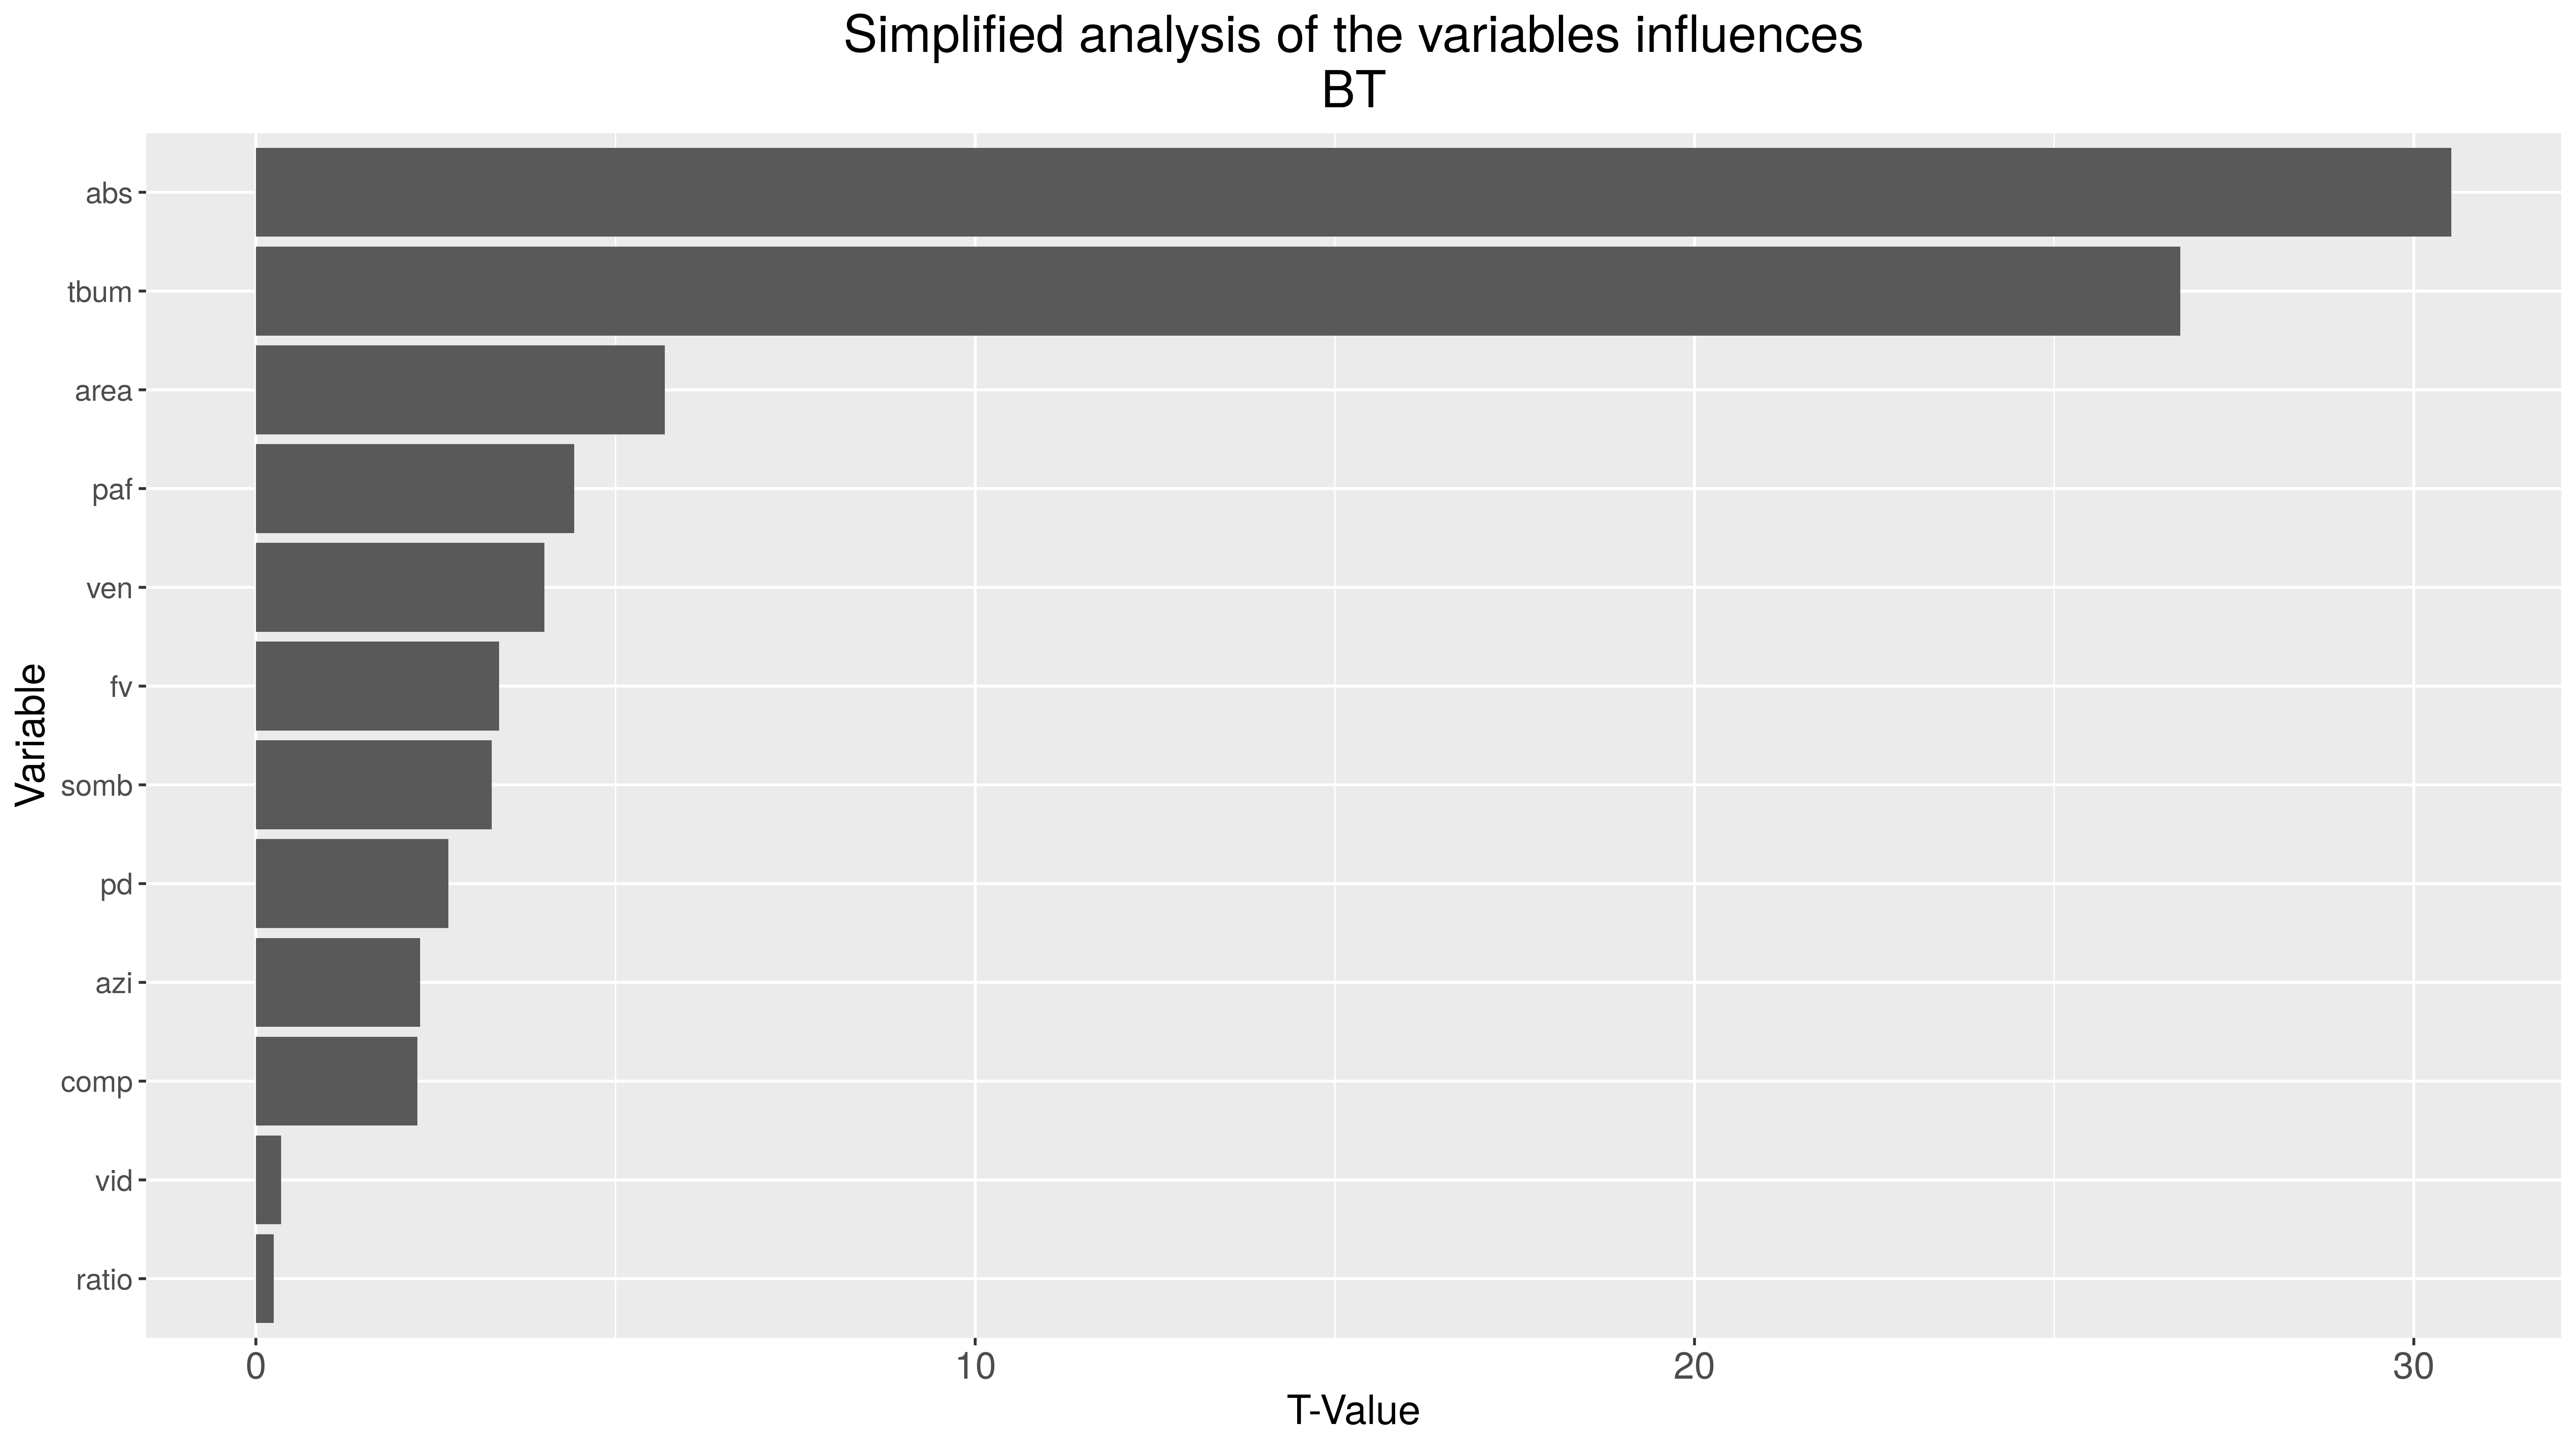 Simplified analysis of the variables influences
BT
Variable
abs
tbum
area
paf
ven
fv
somb
pd
azi
comp
vid
ratio
0 10 20 30
T-Value